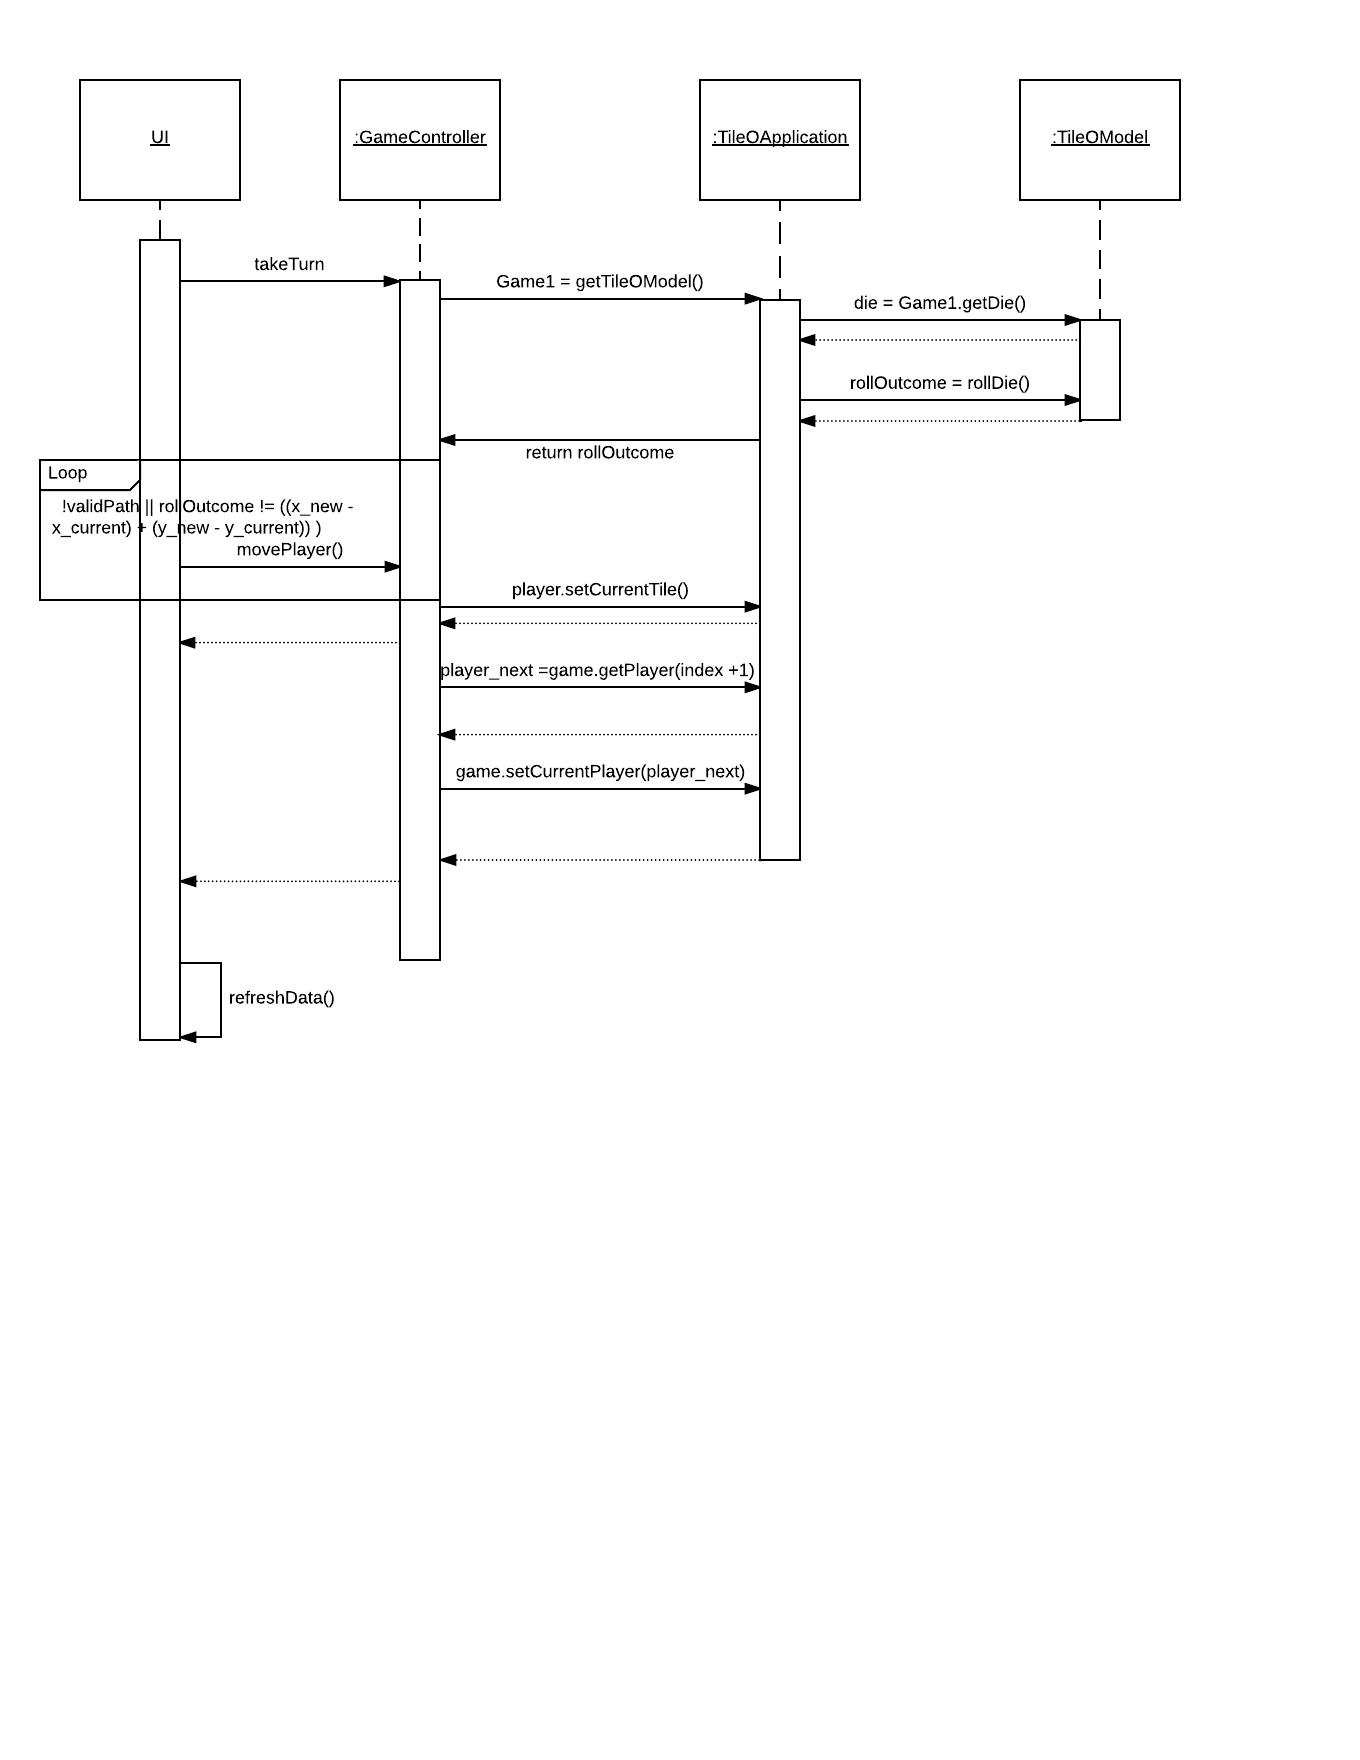 UI
:GameController
:TileOApplication
:TileOModel
takeTurn
Game1 = getTileOModel()
die = Game1.getDie()
rollOutcome = rollDie()
return rollOutcome
Loop
!validPath || rollOutcome != ((x_new -
x_current) + (y_new - y_current)) )
movePlayer()
player.setCurrentTile()
player_next =game.getPlayer(index +1)
game.setCurrentPlayer(player_next)
refreshData()